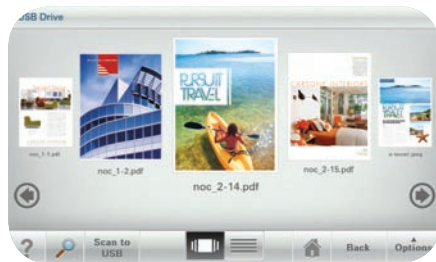 USB Drive
PURSUIT
TRAVEL
noc_1-1.pdf
noc_1-2.pdf
noc_2-14.pdf
noc_2-15.pdf
?
Scan to
USB
Back
Options